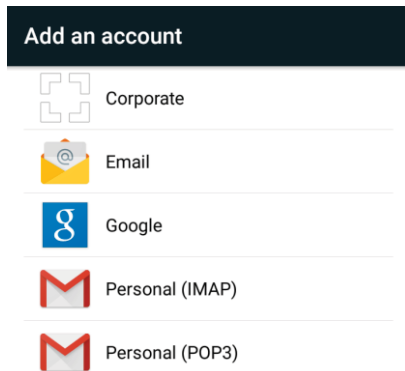 Add an account
Corporate
Email
Google
Personal (IMAP)
Personal (POP3)